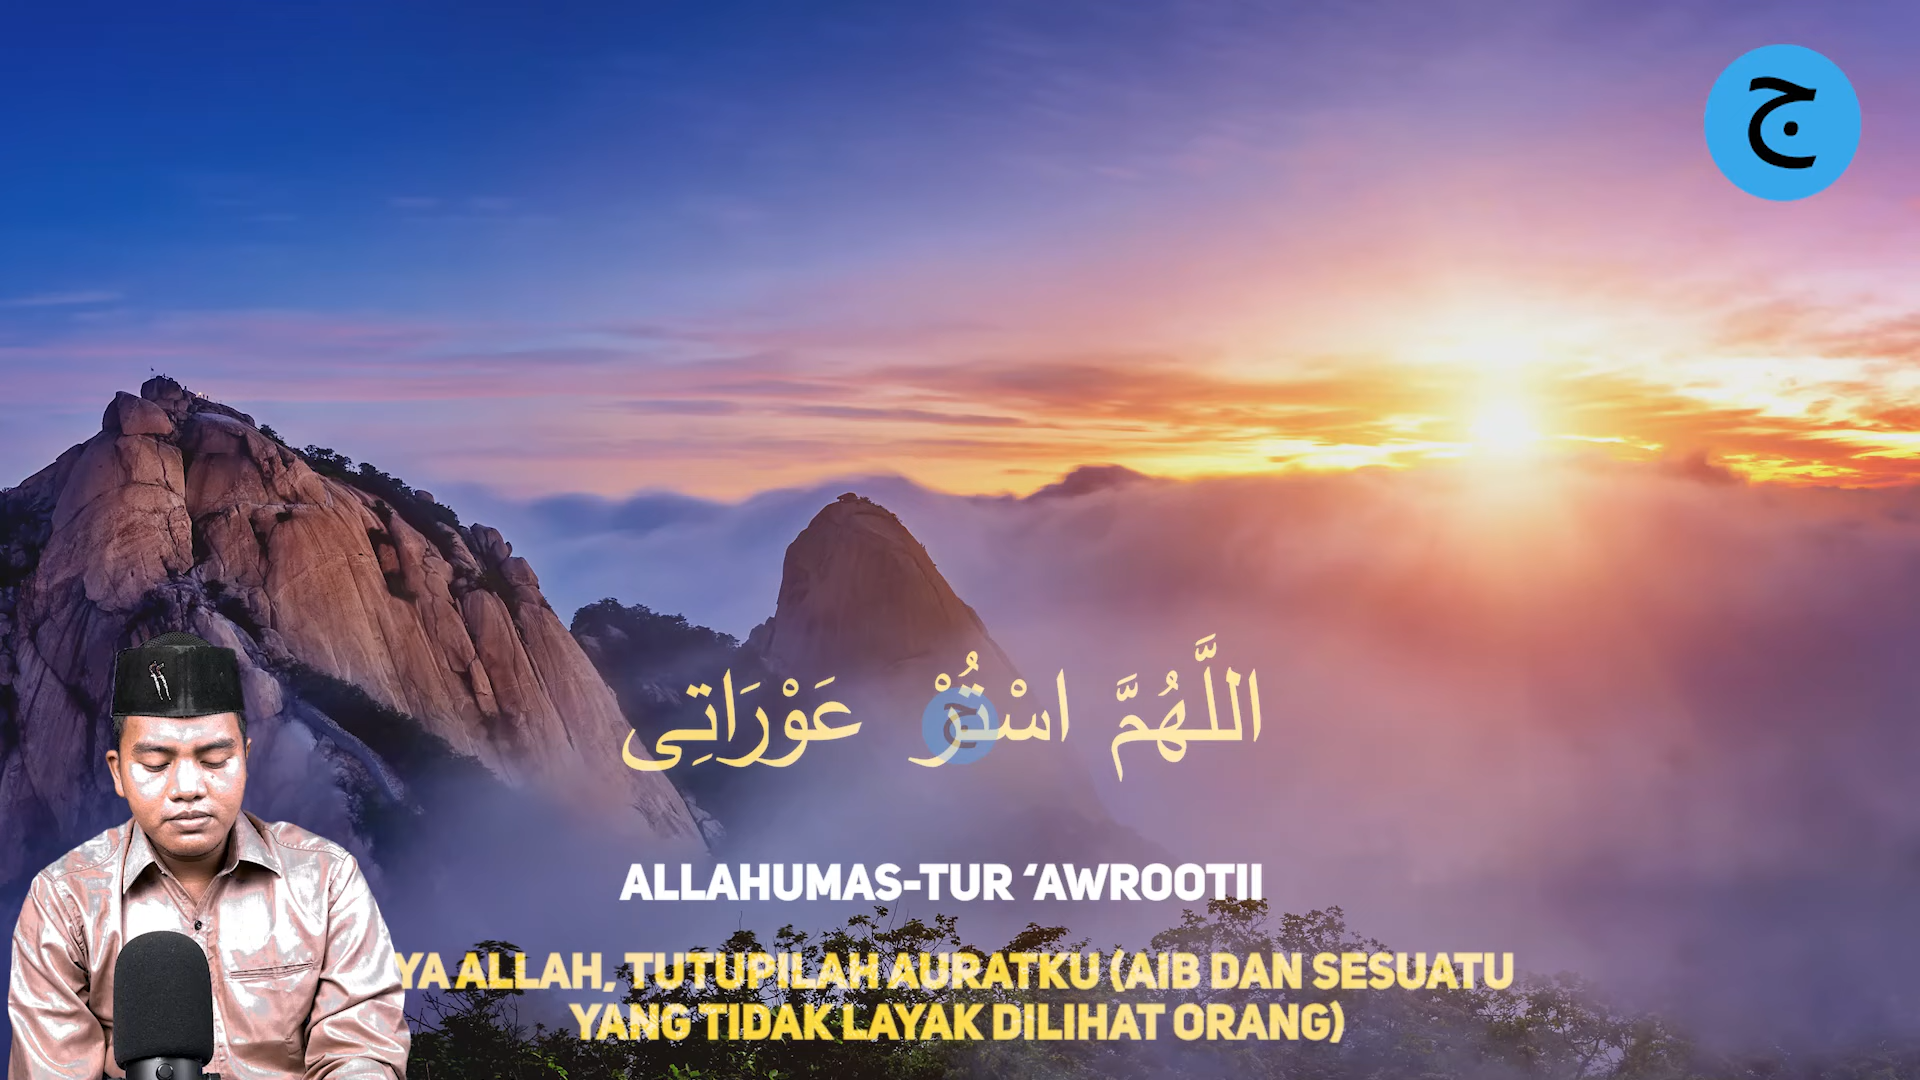 ج
اللَّهُمَّ اسْتُرْ عَوْرَاتِى
ج
ALLAHUMAS-TUR ‘AWROOTII
YA ALLAH, TUTUPILAH AURATKU (AIB DAN SESUATU
YANG TIDAK LAYAK DILIHAT ORANG)